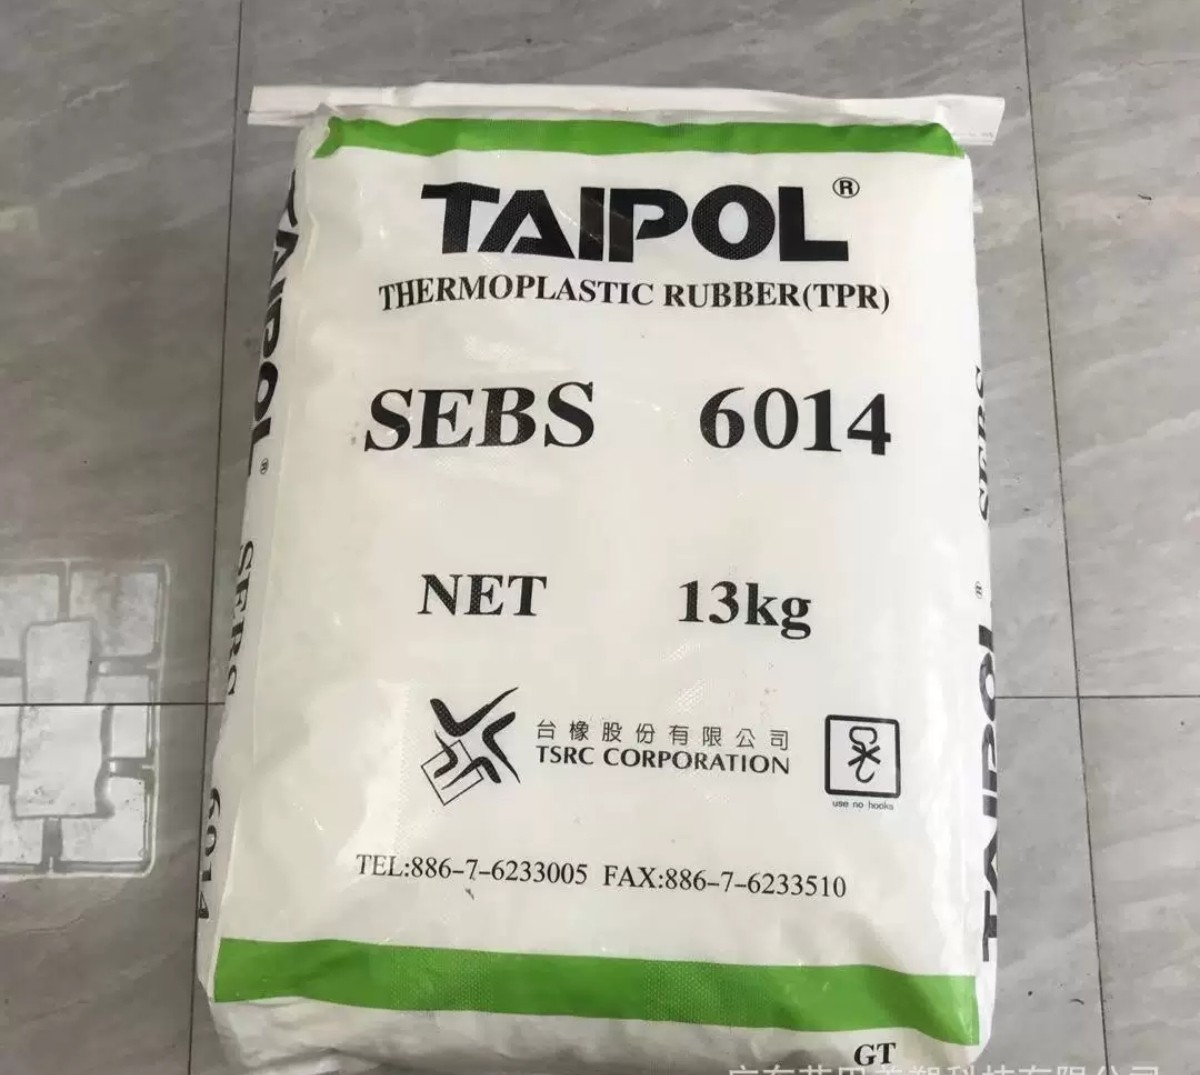 TAIPOL®
THERMOPLASTIC RUBBER(TPR)
SEBS 6014
NET 13kg
台橡股份有限公司
TSRC CORPORATION
use no hooks
TEL:886-7-6233005 FAX:886-7-6233510
GT
TAIPOL® SEBS 6014
TAIPOL® SEBS